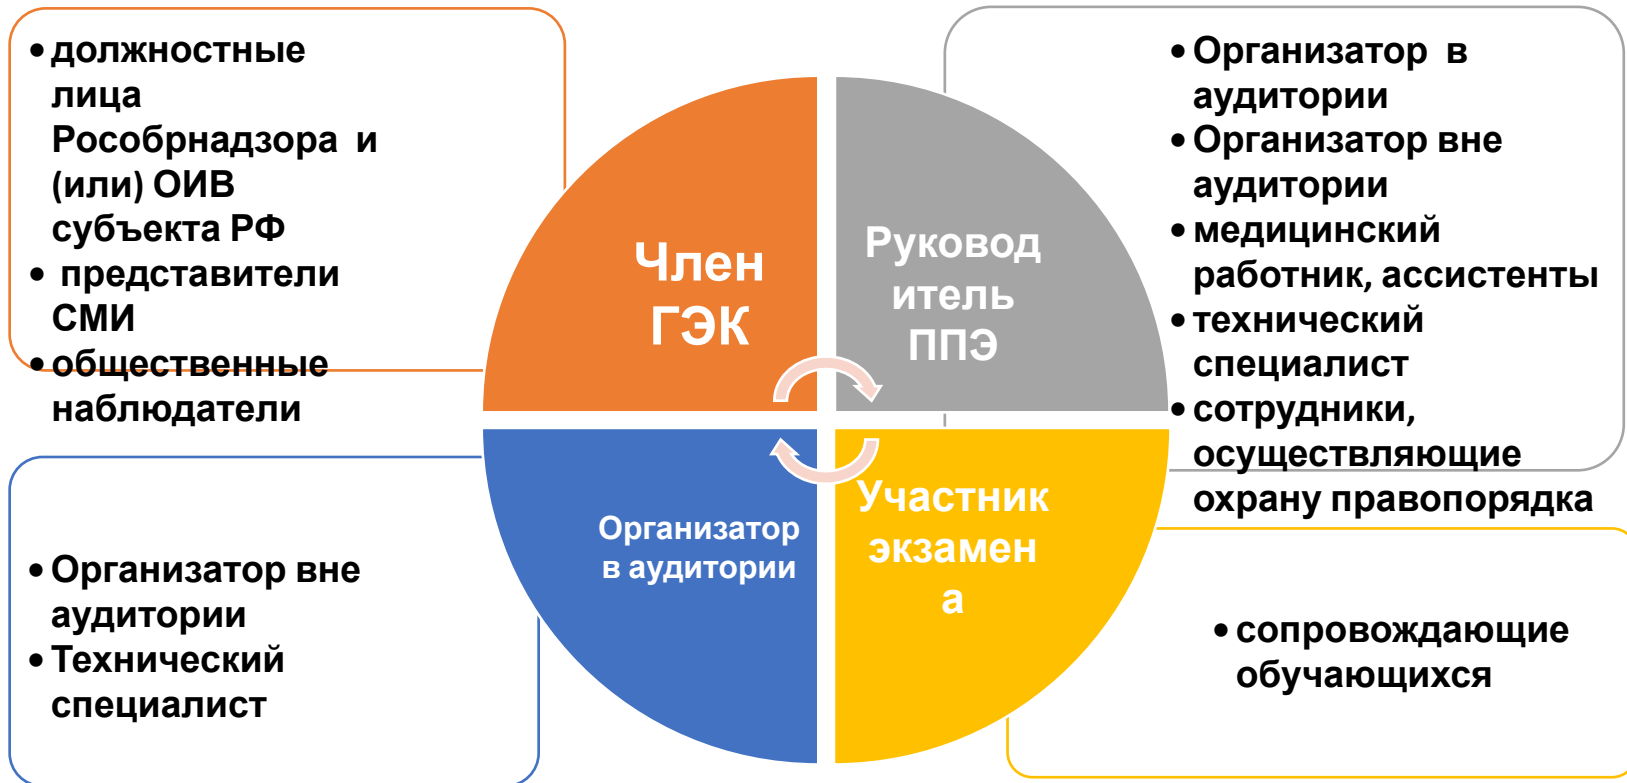 • должностные
лица
Рособрнадзора и
(или) ОИВ
субъекта РФ
• представители
СМИ
• общественные
наблюдатели
Член
ГЭК
Руковод
итель
ППЭ
• Организатор в
аудитории
• Организатор вне
аудитории
• медицинский
работник, ассистенты
• технический
специалист
• сотрудники,
осуществляющие
охрану правопорядка
• Организатор вне
аудитории
• Технический
специалист
Организатор
в аудитории
Участник
экзамен
а
• сопровождающие
обучающихся